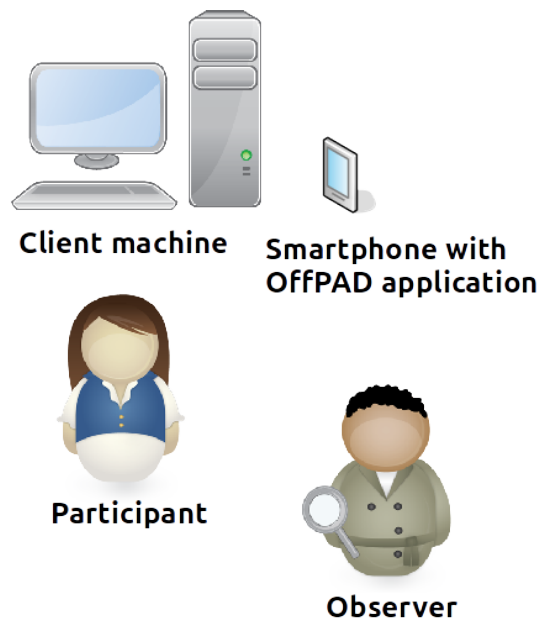 Client machine
Smartphone with
OffPAD application
Participant
Observer